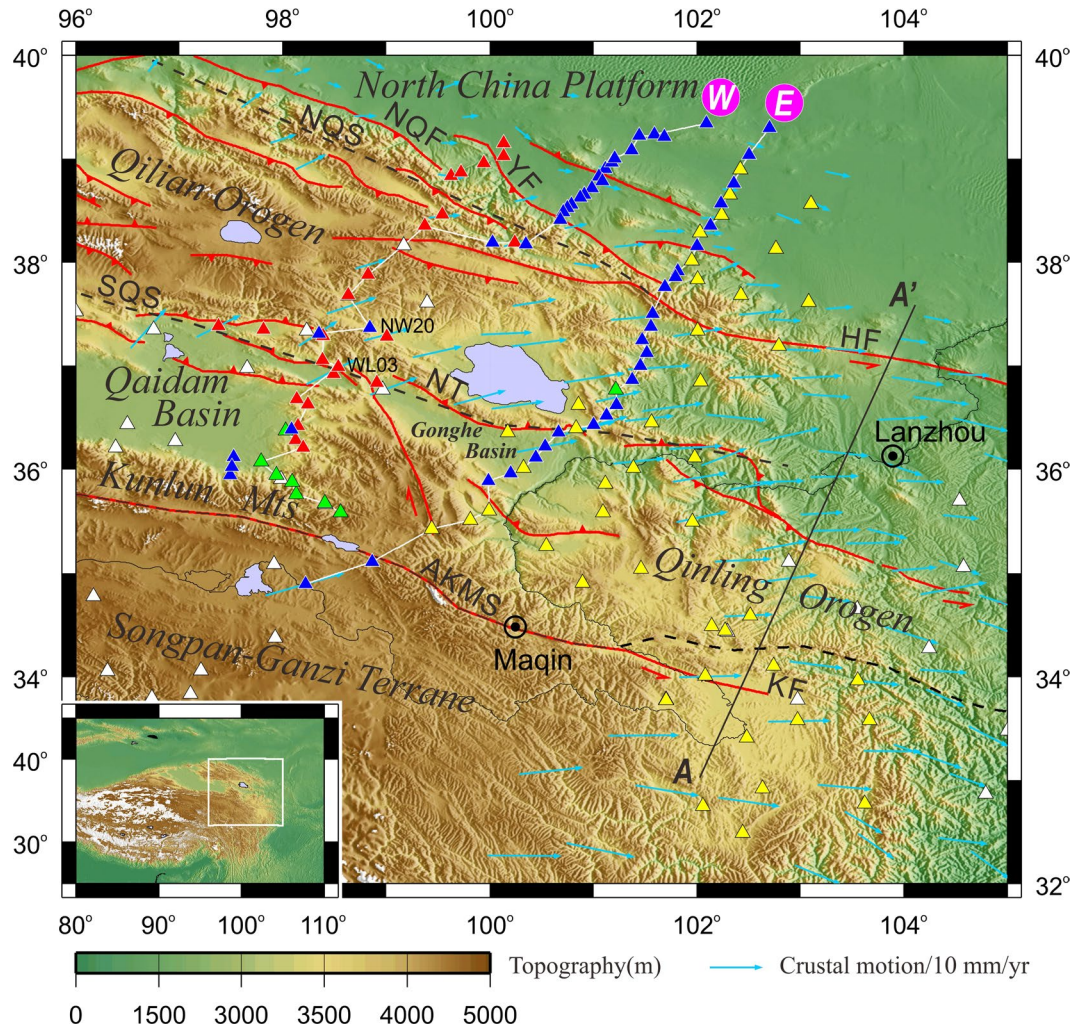 96° 98° 100° 102° 104°
40° 40°
North China Platform
W
E
NQS
NQF
YF
Qilian Orogen
38° 38°
A'
SQS
NW20
HF
WL03
Qaidam
Basin
NT
Gonghe
Basin
Lanzhou
36° 36°
Kunlun Mts
AKMS
Qinling Orogen
Maqin
Songpan-Ganzi Terrane
34° 34°
KF
A
40°
30°
32°
80° 90° 100° 110° 100° 102° 104°
Topography(m)
Crustal motion/10 mm/yr
0 1500 3000 3500 4000 5000